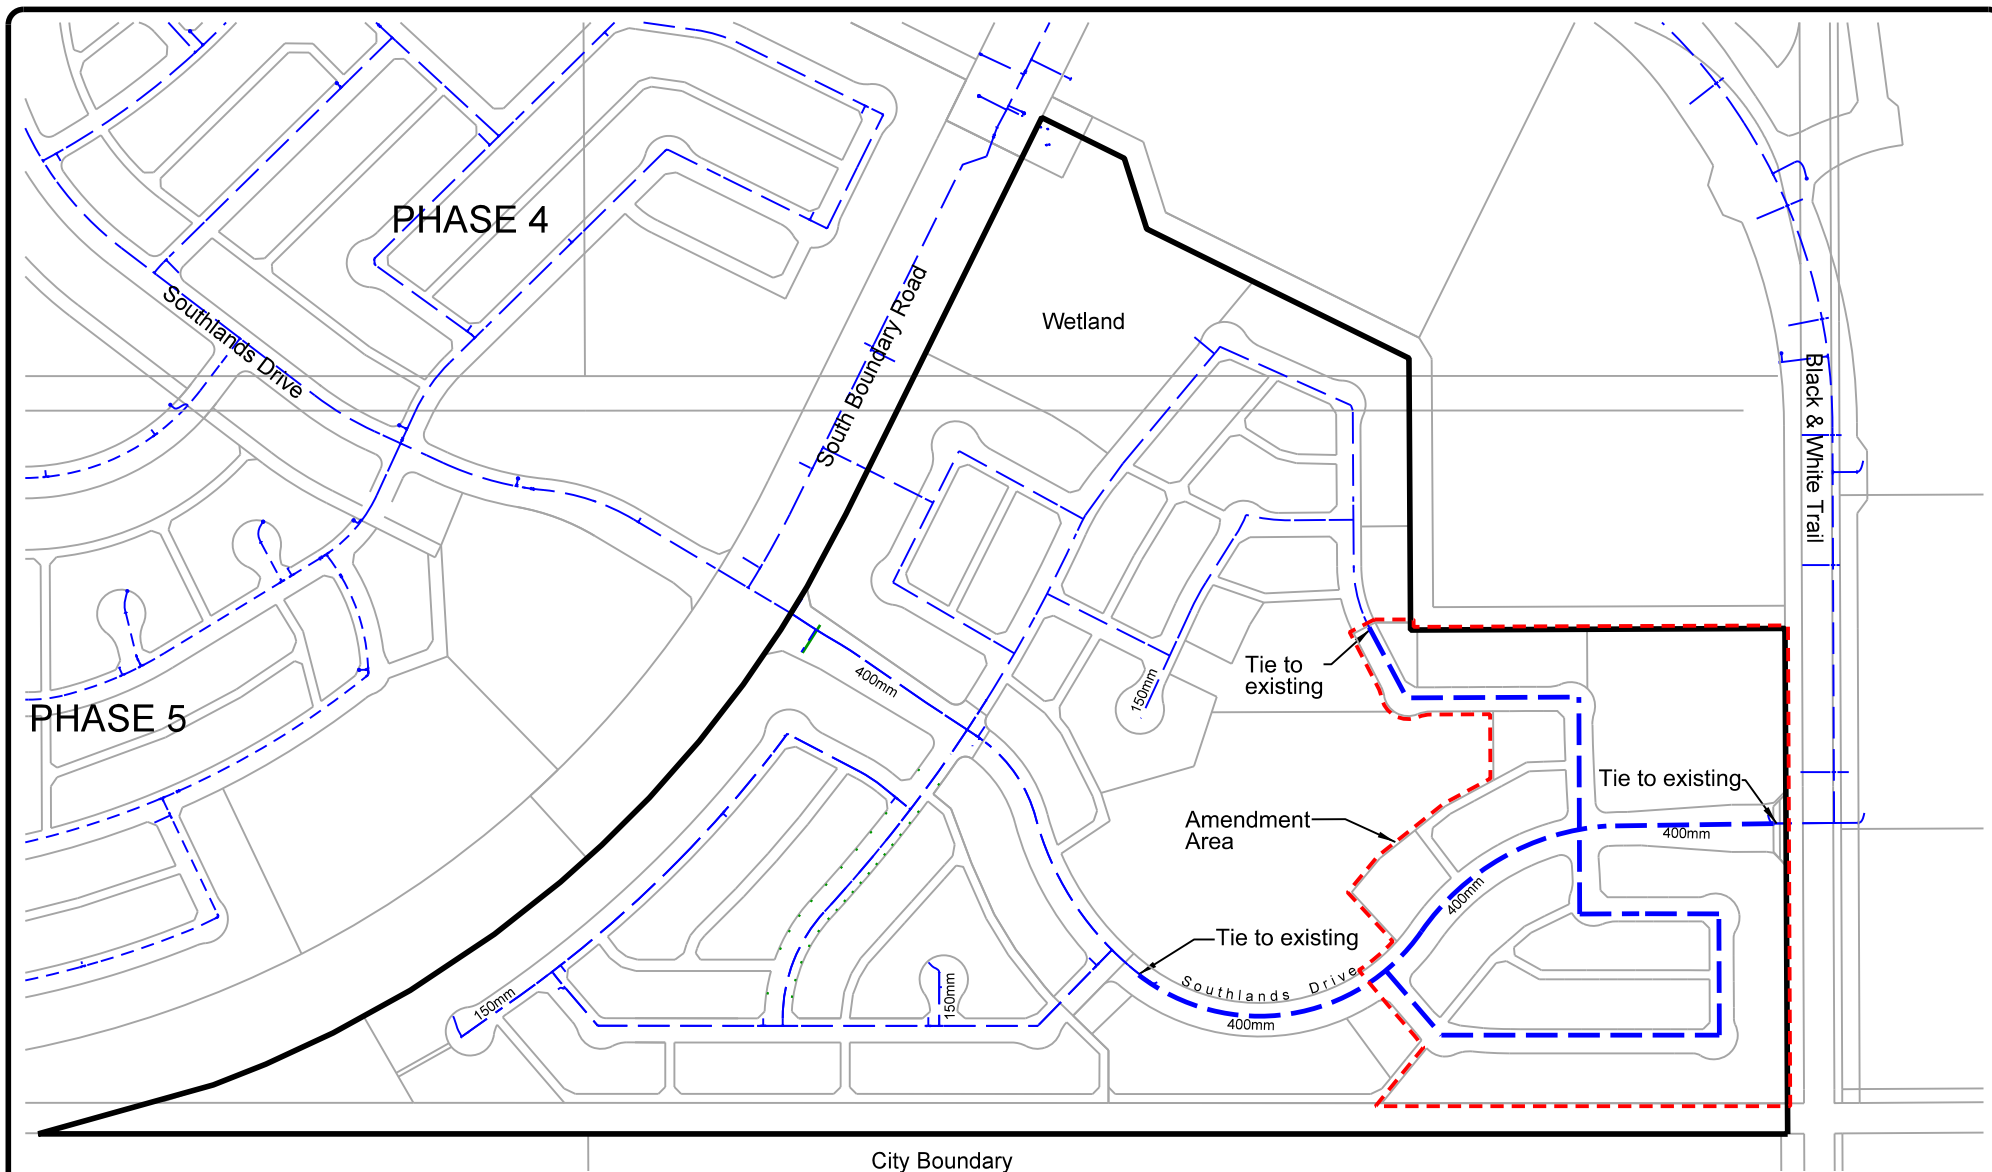 PHASE 4
Southlands Drive
South Boundary Road
Wetland
Black & White Trail
PHASE 5
400mm
150mm
Tie to
existing
Tie to existing
400mm
Amendment
Area
400mm
Tie to existing
Southlands Drive
400mm
150mm
150mm
City Boundary